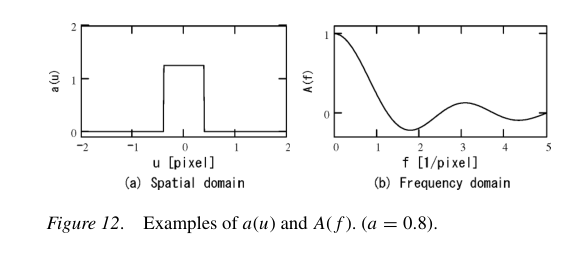 2
1
0
-2
-1
0
1
2
a(u)
u [pixel]
(a) Spatial domain
1
0
0
1
2
3
4
5
A(f)
f [1/pixel]
(b) Frequency domain
Figure 12. Examples of a(u) and A(f). (a = 0.8).